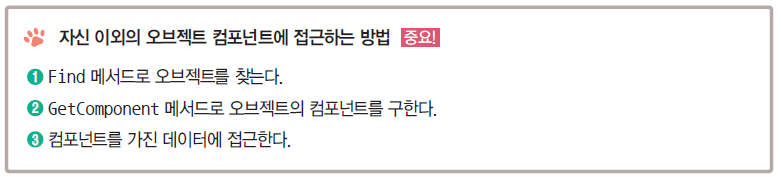 자신 이외의 오브젝트 컴포넌트에 접근하는 방법 중요!
1 Find 메서드로 오브젝트를 찾는다.
2 GetComponent 메서드로 오브젝트의 컴포넌트를 구한다.
3 컴포넌트를 가진 데이터에 접근한다.